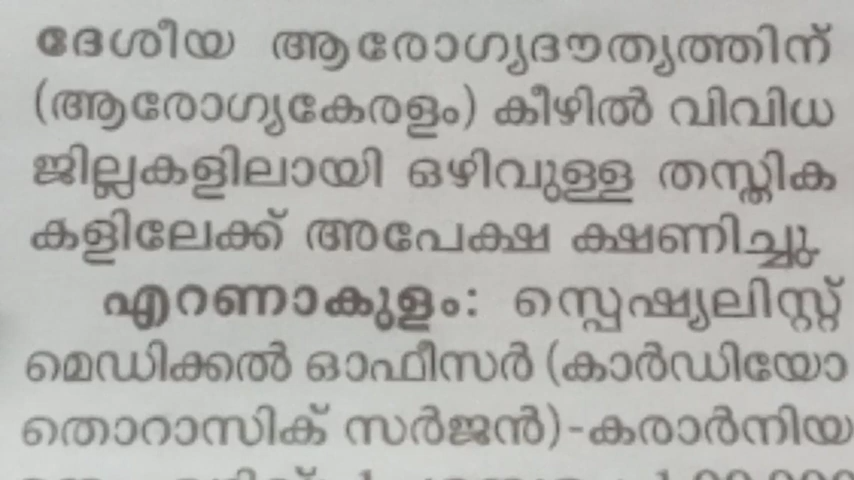 ദേശീയ ആരോഗ്യദൗത്യത്തിന്
(ആരോഗ്യകേരളം) കീഴിൽ വിവിധ
ജില്ലകളിലായി ഒഴിവുള്ള തസ്തിക
കളിലേക്ക് അപേക്ഷ ക്ഷണിച്ചു
എറണാകുളം: സ്പെഷ്യലിസ്റ്റ്
മെഡിക്കൽ ഓഫീസർ (കാർഡിയോ
തൊറാസിക് സർജൻ)-കരാർനിയ